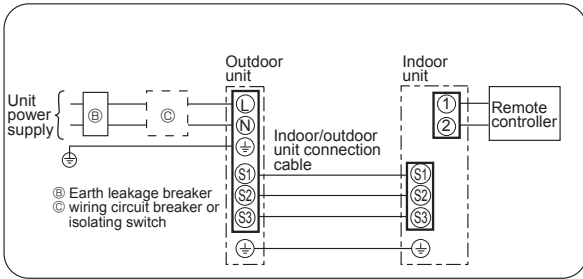 Outdoor
unit
Indoor
unit
Unit
power
supply
Ⓑ
Ⓒ
L
N
1
2
Remote
controller
Indoor/outdoor
unit connection
cable
S1
S2
S3
S1
S2
S3
Ⓑ Earth leakage breaker
Ⓒ wiring circuit breaker or
isolating switch